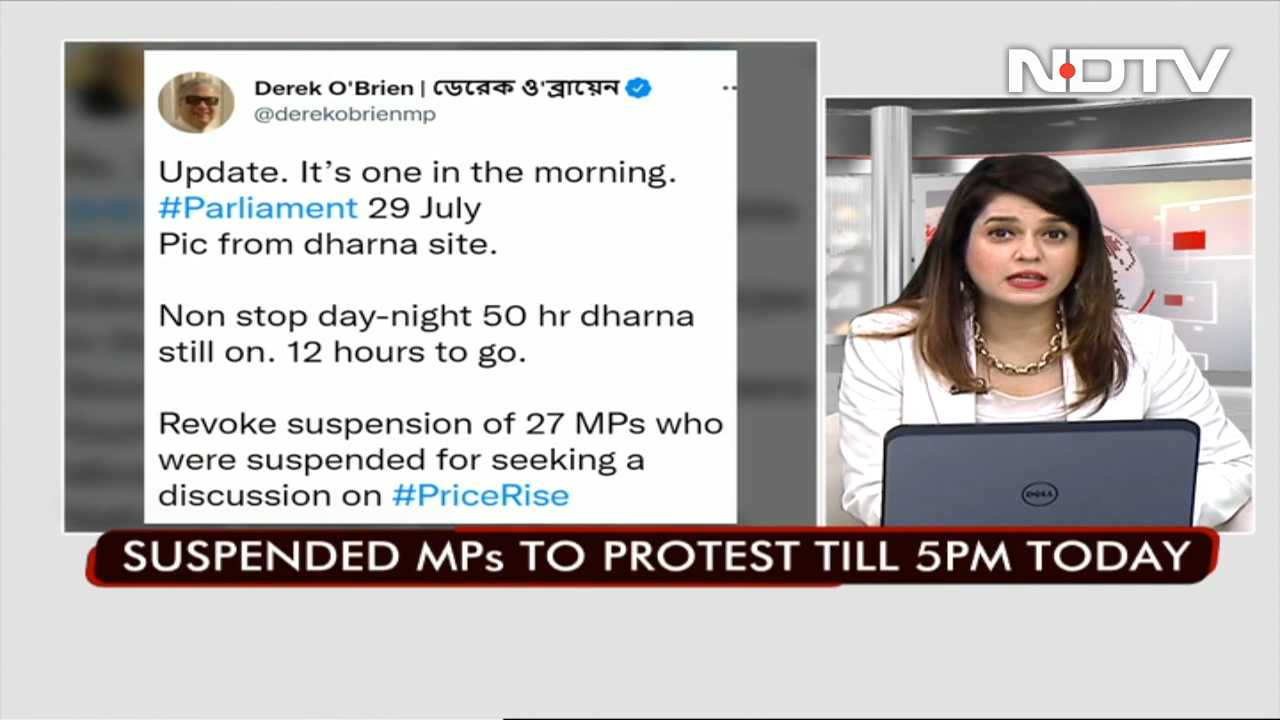 NDTV
Derek O'Brien | ডেরেক ও'ব্রায়েন
@derekobrienmp
Update. It’s one in the morning.
#Parliament 29 July
Pic from dharna site.
Non stop day-night 50 hr dharna
still on. 12 hours to go.
Revoke suspension of 27 MPs who
were suspended for seeking a
discussion on #PriceRise
DELL
SUSPENDED MPs TO PROTEST TILL 5PM TODAY